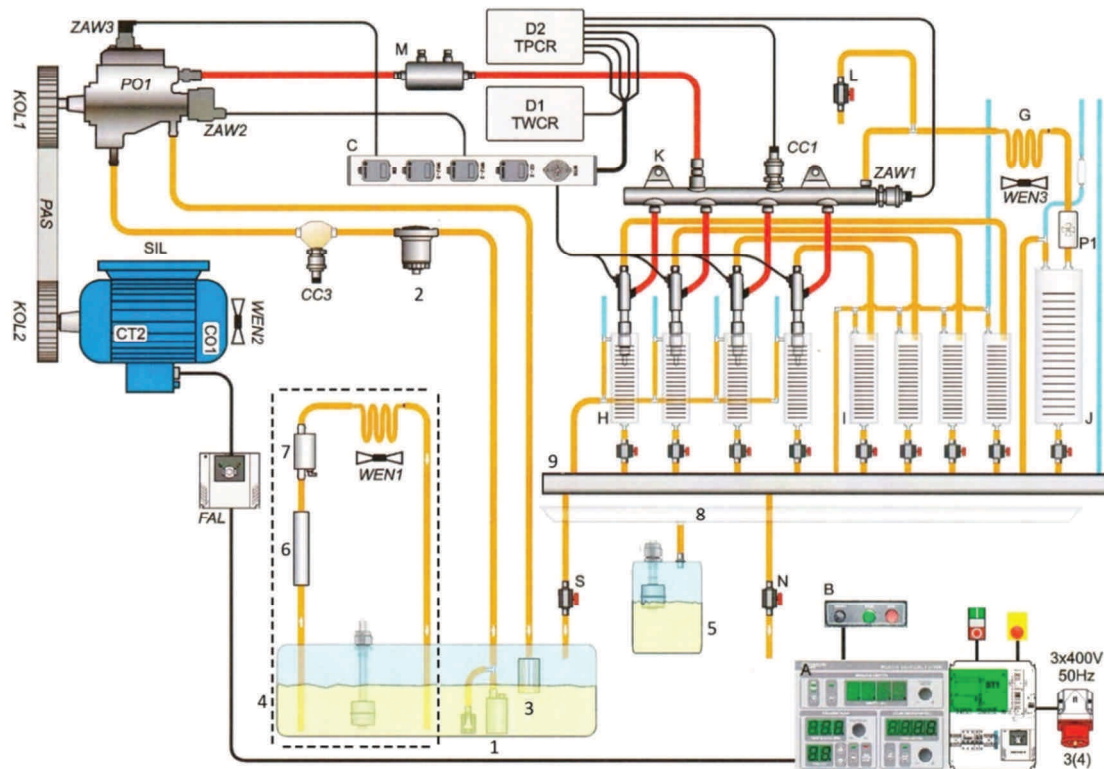 ZAW3
M
D2
TPCR
L
PO1
KOL1
ZAW2
D1
TWCR
G
C
K
CC1
ZAW1
WEN3
PAS
P1
SIL
CC3
2
KOL2
CT2
CO1
WEN2
H
I
J
7
WEN1
9
FAL
6
8
S
N
5
B
4
3
1
A
ST1
3x400V
50Hz
3(4)